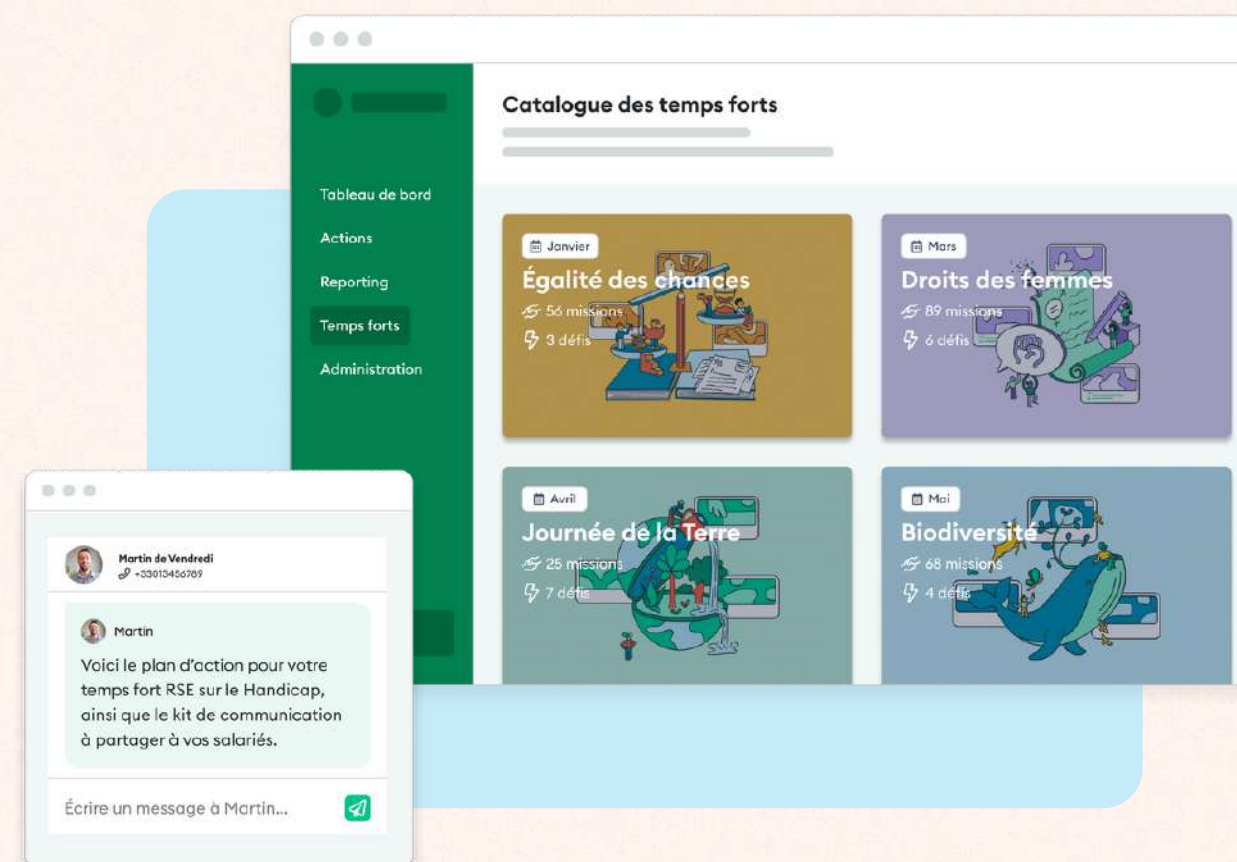 Catalogue des temps forts
Tableau de bord
Actions
Reporting
Temps forts
Administration
Janvier
Égalité des chances
56 missions
3 défis
Mars
Droits des femmes
89 missions
6 défis
Avril
Journée de la Terre
25 missions
7 défis
Mai
Biodiversité
68 missions
4 défis
Martin de Vendredi
+33013456789
Martin
Voici le plan d'action pour votre
temps fort RSE sur le Handicap,
ainsi que le kit de communication
à partager à vos salariés.
Écrire un message à Martin...